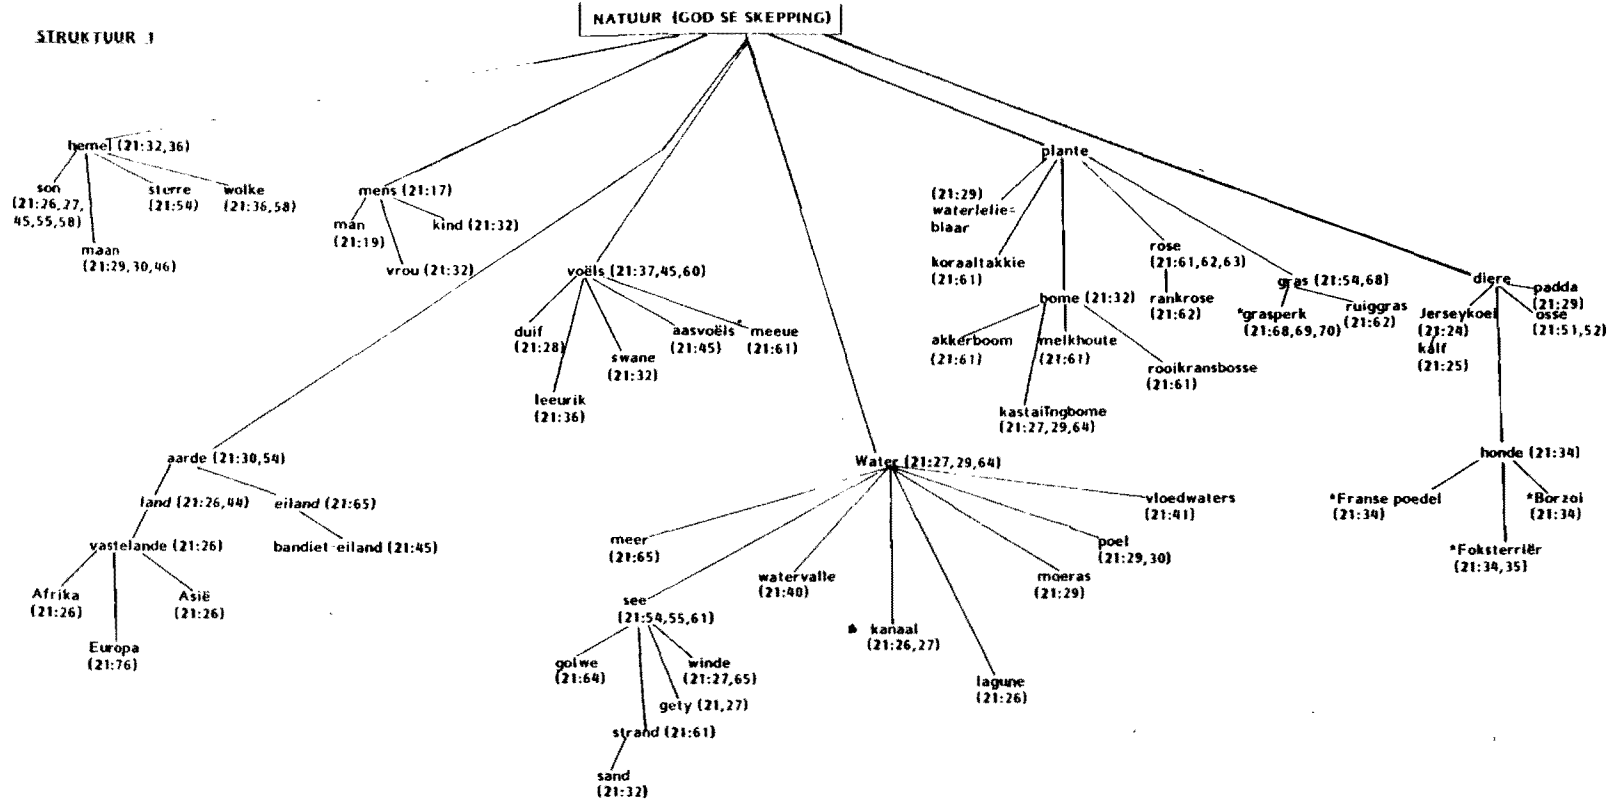 STRUKTUUR 1
NATUUR (GOD SE SKEPPING)
hemel (21:32,36)
son
(21:26,27,
45,55,58)
maan
(21:29,30,46)
sterre
(21:54)
wolke
(21:36,58)
mens (21:17)
man
(21:19)
vrou (21:32)
kind (21:32)
voëls (21:37,45,60)
duif
(21:28)
leeurik
(21:36)
swane
(21:32)
aasvoëls
(21:45)
meeue
(21:61)
plante
(21:29)
waterlelie=
blaar
koraaltakkie
(21:61)
bome (21:32)
akkerboom
(21:61)
kastaiingbome
(21:27,29,64)
melkhoute
(21:61)
rooikransbosse
(21:61)
rose
(21:61,62,63)
rankrose
(21:62)
gras (21:54,68)
*grasperk
(21:68,69,70)
ruiggras
(21:62)
diere
Jerseykoei
(21:24)
kalf
(21:25)
padda
(21:29)
osse
(21:51,52)
honde (21:34)
*Franse poedel
(21:34)
*Foksterriër
(21:34,35)
*Borzoi
(21:34)
aarde (21:30,54)
land (21:26,44)
eiland (21:65)
vastelande (21:26)
bandiet-eiland (21:45)
Afrika
(21:26)
Europa
(21:76)
Asië
(21:26)
Water (21:27,29,64)
meer
(21:65)
see
(21:54,55,61)
golwe
(21:64)
winde
(21:27,65)
gety (21,27)
strand (21:61)
sand
(21:32)
watervalle
(21:40)
kanaal
(21:26,27)
lagune
(21:26)
moeras
(21:29)
poel
(21:29,30)
vloedwaters
(21:41)